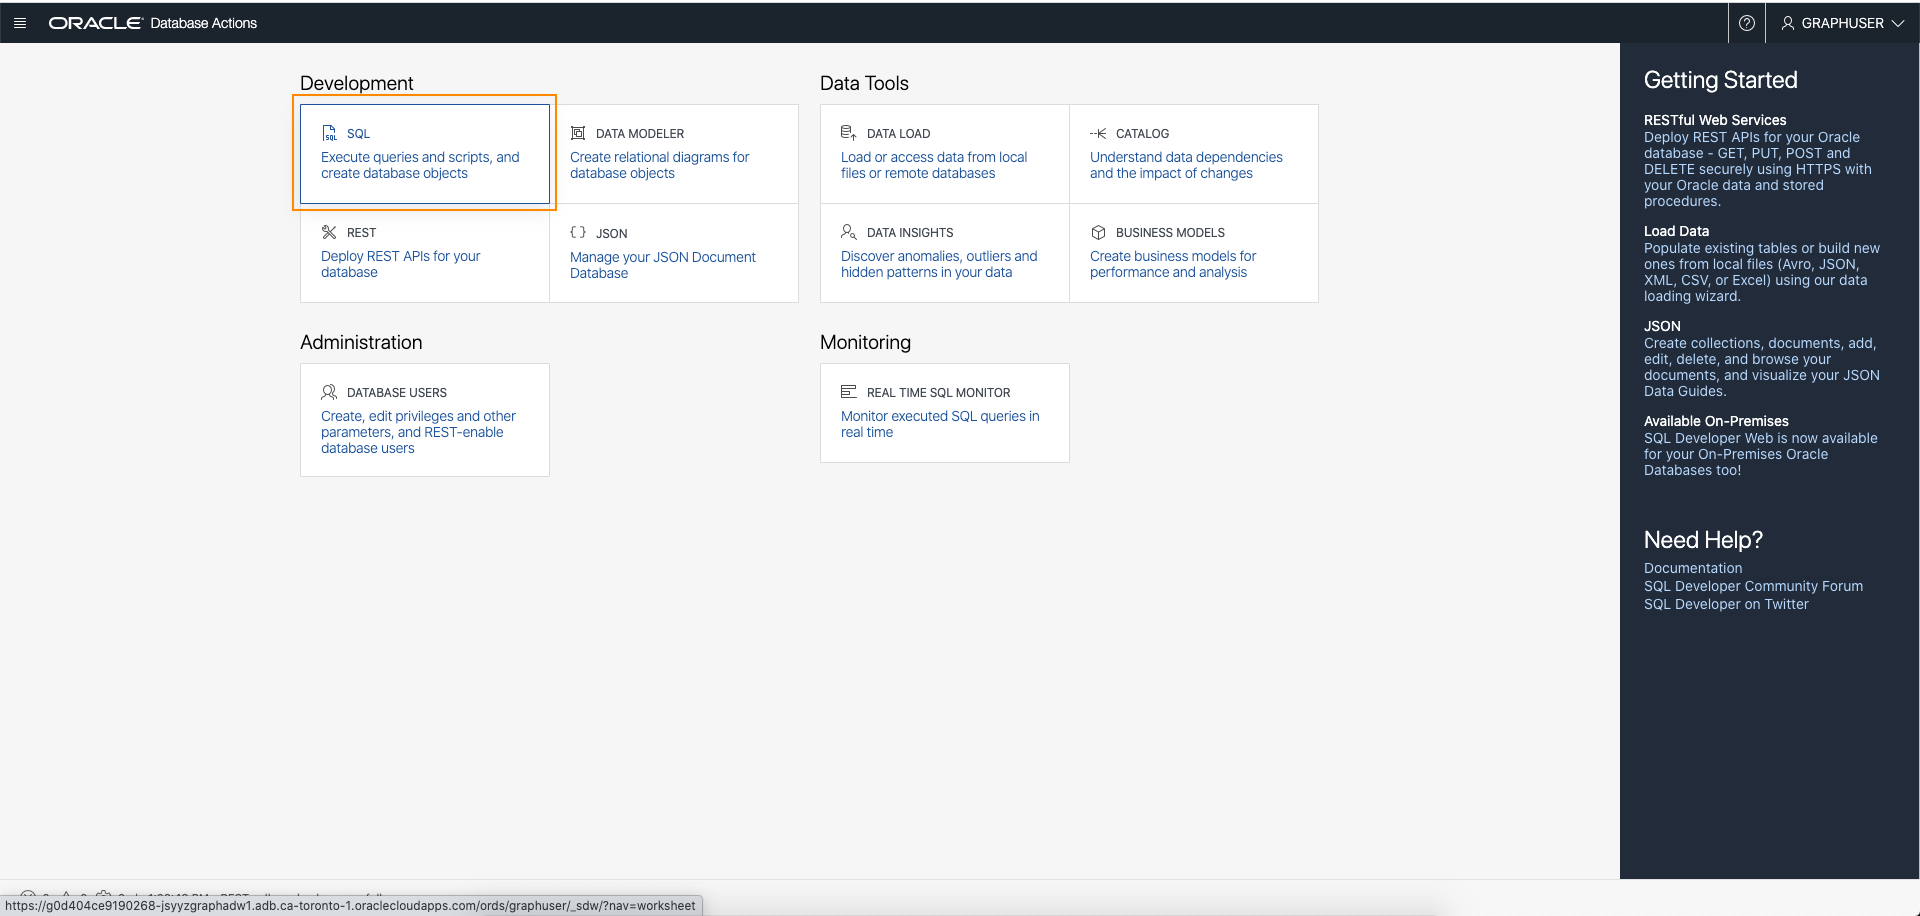 ORACLE Database Actions
GRAPHUSER
Development
SQL
Execute queries and scripts, and
create database objects
DATA MODELER
Create relational diagrams for
database objects
REST
Deploy REST APIs for your
database
JSON
Manage your JSON Document
Database
Data Tools
DATA LOAD
Load or access data from local
files or remote databases
CATALOG
Understand data dependencies
and the impact of changes
DATA INSIGHTS
Discover anomalies, outliers and
hidden patterns in your data
BUSINESS MODELS
Create business models for
performance and analysis
Administration
DATABASE USERS
Create, edit privileges and other
parameters, and REST-enable
database users
Monitoring
REAL TIME SQL MONITOR
Monitor executed SQL queries in
real time
Getting Started
RESTful Web Services
Deploy REST APIs for your Oracle
database - GET, PUT, POST and
DELETE securely using HTTPS with
your Oracle data and stored
procedures.
Load Data
Populate existing tables or build new
ones from local files (Avro, JSON,
XML, CSV, or Excel) using our data
loading wizard.
JSON
Create collections, documents, add,
edit, delete, and browse your
documents, and visualize your JSON
Data Guides.
Available On-Premises
SQL Developer Web is now available
for your On-Premises Oracle
Databases too!
Need Help?
Documentation
SQL Developer Community Forum
SQL Developer on Twitter
https://g0d404ce9190268-jsyyzgraphadw1.adb.ca-toronto-1.oraclecloudapps.com/ords/graphuser/_sdw/?nav=worksheet